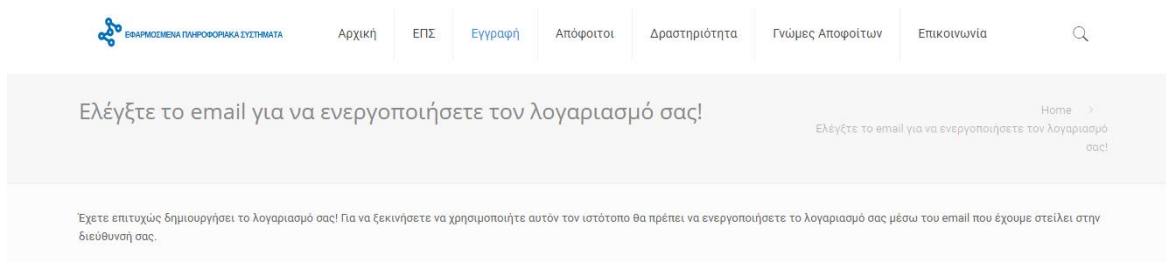 ΕΦΑΡΜΟΣΜΕΝΑ ΠΛΗΡΟΦΟΡΙΑΚΑ ΣΥΣΤΗΜΑΤΑ Αρχική ΕΠΣ Εγγραφή Απόφοιτοι Δραστηριότητα Γνώμες Αποφοίτων Επικοινωνία
Ελέγξτε το email για να ενεργοποιήσετε τον λογαριασμό σας!
Home >
Ελέγξτε το email για να ενεργοποιήσετε τον λογαριασμό
σας!
Έχετε επιτυχώς δημιουργήσει το λογαριασμό σας! Για να ξεκινήσετε να χρησιμοποιήτε αυτόν τον ιστότοπο θα πρέπει να ενεργοποιήσετε το λογαριασμό σας μέσω του email που έχουμε στείλει στην
διεύθυνσή σας.